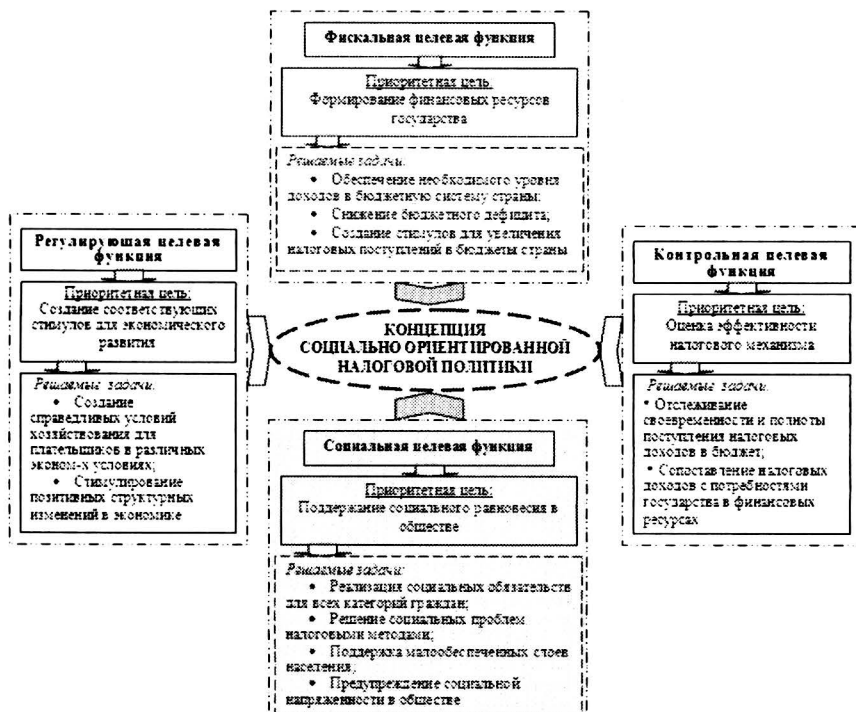 Фискальная целевая функция
Приоритетная цель:
Формирование финансовых ресурсов
государства
Решаемые задачи:
• Обеспечение необходимого уровня
доходов в бюджетную систему страны;
• Снижение бюджетного дефицита;
• Создание стимулов для увеличения
налоговых поступлений в бюджеты страны
Регулирующая целевая
функция
Приоритетная цель:
Создание соответствующих
стимулов для экономического
развития
Решаемые задачи:
• Создание
справедливых условий
хозяйствования для
плательщиков в различных
эконом-х условиях;
• Стимулирование
позитивных структурных
изменений в экономике
КОНЦЕПЦИЯ
СОЦИАЛЬНО ОРИЕНТИРОВАННОЙ
НАЛОГОВОЙ ПОЛИТИКИ
Контрольная целевая
функция
Приоритетная цель:
Оценка эффективности
налогового механизма
Решаемые задачи:
• Отслеживание
своевременности и полноты
поступления налоговых
доходов в бюджет;
• Сопоставление налоговых
доходов с потребностями
государства в финансовых
ресурсах
Социальная целевая функция
Приоритетная цель:
Поддержание социального равновесия в
обществе
Решаемые задачи:
• Реализация социальных обязательств
для всех категорий граждан;
• Решение социальных проблем
налоговыми методами;
• Поддержка малообеспеченных слоев
населения;
• Предупреждение социальной
напряженности в обществе